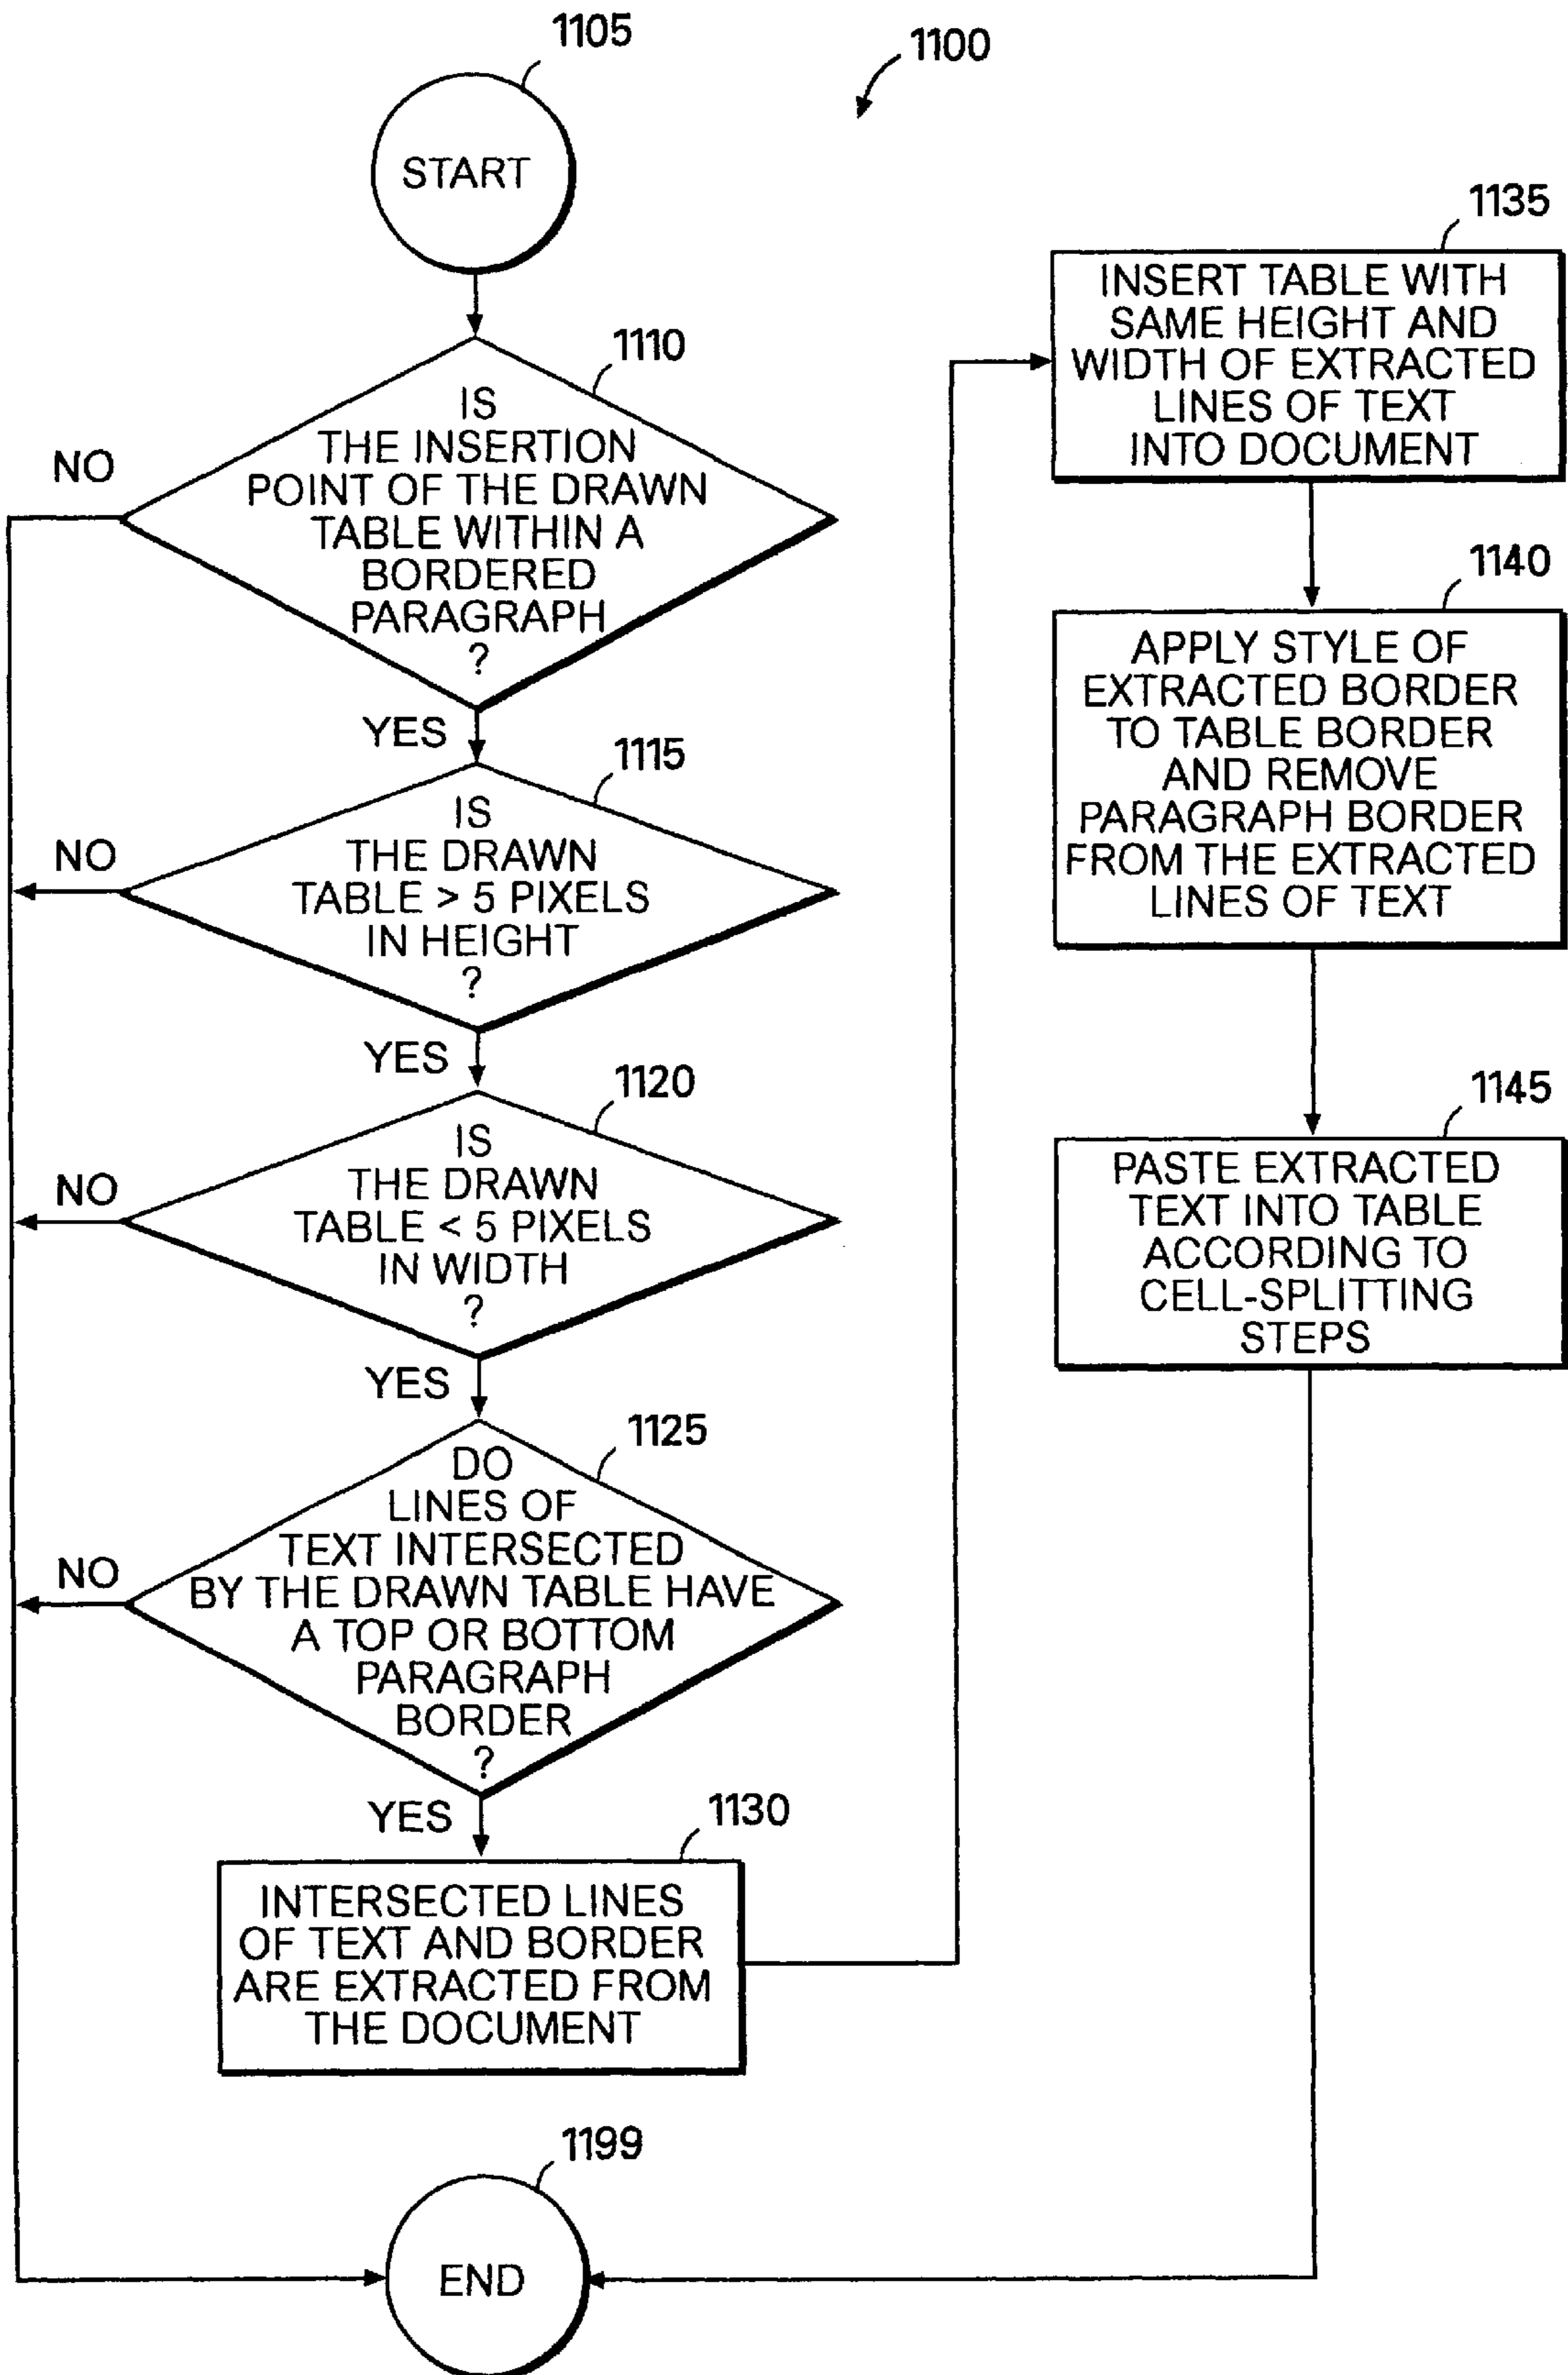 1105
1100
START
1110
IS
THE INSERTION
POINT OF THE DRAWN
TABLE WITHIN A
BORDERED
PARAGRAPH
?
NO
YES
1115
IS
THE DRAWN
TABLE > 5 PIXELS
IN HEIGHT
?
NO
YES
1120
IS
THE DRAWN
TABLE < 5 PIXELS
IN WIDTH
?
NO
YES
1125
DO
LINES OF
TEXT INTERSECTED
BY THE DRAWN TABLE HAVE
A TOP OR BOTTOM
PARAGRAPH
BORDER
?
NO
YES
1130
INTERSECTED LINES
OF TEXT AND BORDER
ARE EXTRACTED FROM
THE DOCUMENT
1135
INSERT TABLE WITH
SAME HEIGHT AND
WIDTH OF EXTRACTED
LINES OF TEXT
INTO DOCUMENT
1140
APPLY STYLE OF
EXTRACTED BORDER
TO TABLE BORDER
AND REMOVE
PARAGRAPH BORDER
FROM THE EXTRACTED
LINES OF TEXT
1145
PASTE EXTRACTED
TEXT INTO TABLE
ACCORDING TO
CELL-SPLITTING
STEPS
1199
END